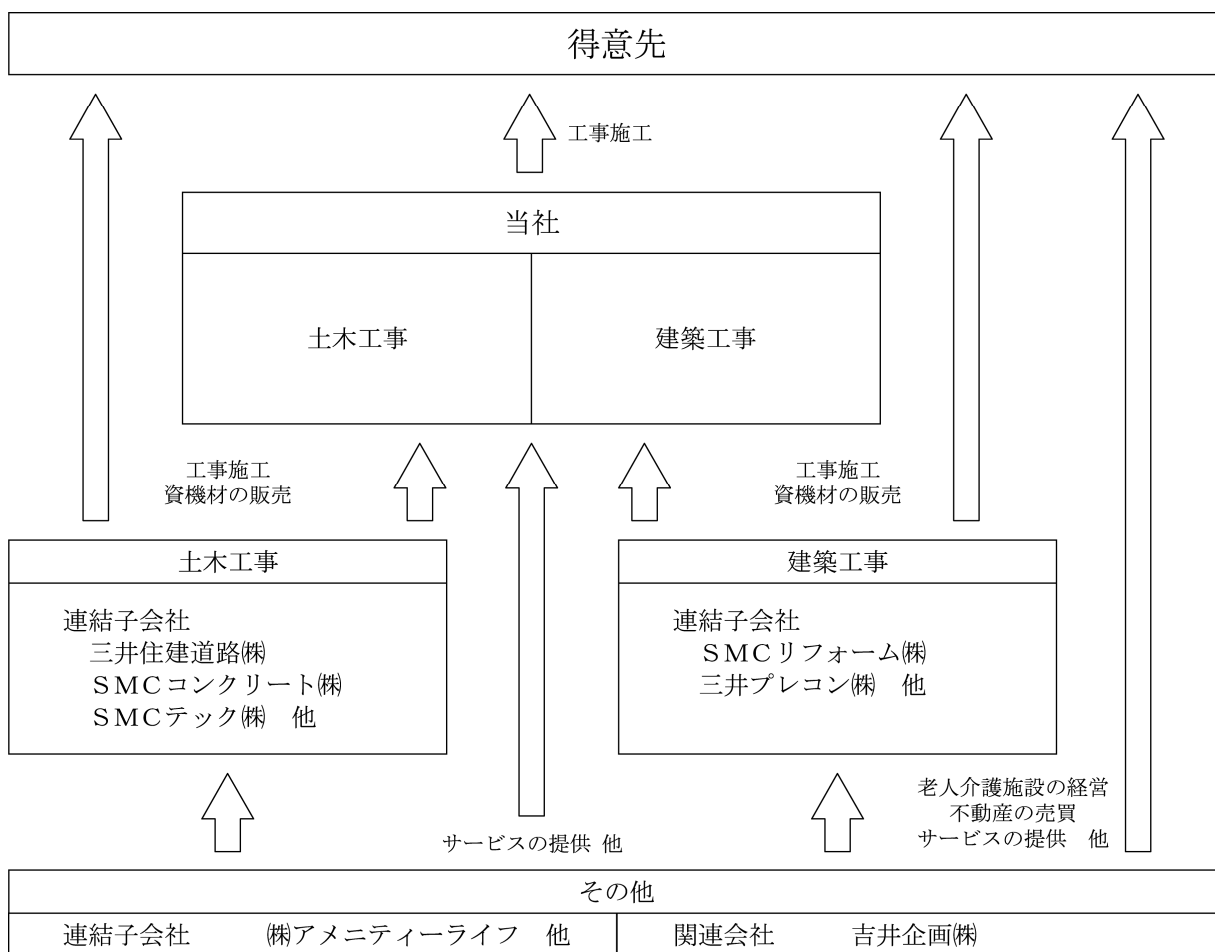 得意先
工事施工
当社
土木工事
建築工事
工事施工
資機材の販売
工事施工
資機材の販売
土木工事
連結子会社
三井住建道路㈱
ＳＭＣコンクリート㈱
ＳＭＣテック㈱　他
建築工事
連結子会社
ＳＭＣリフォーム㈱
三井プレコン㈱　他
サービスの提供 他
老人介護施設の経営
不動産の売買
サービスの提供　他
その他
連結子会社　　　㈱アメニティーライフ　他
関連会社　　　吉井企画㈱